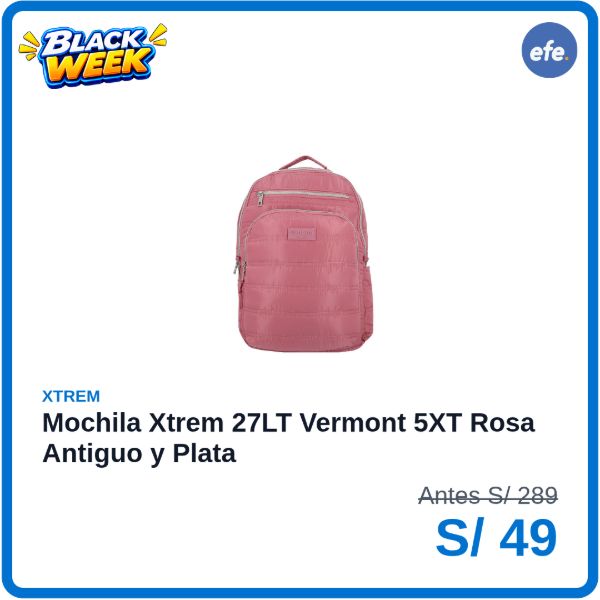 BLACK
WEEK
efe.
XTREM
Mochila Xtrem 27LT Vermont 5XT Rosa
Antiguo y Plata
Antes S/ 289
S/ 49